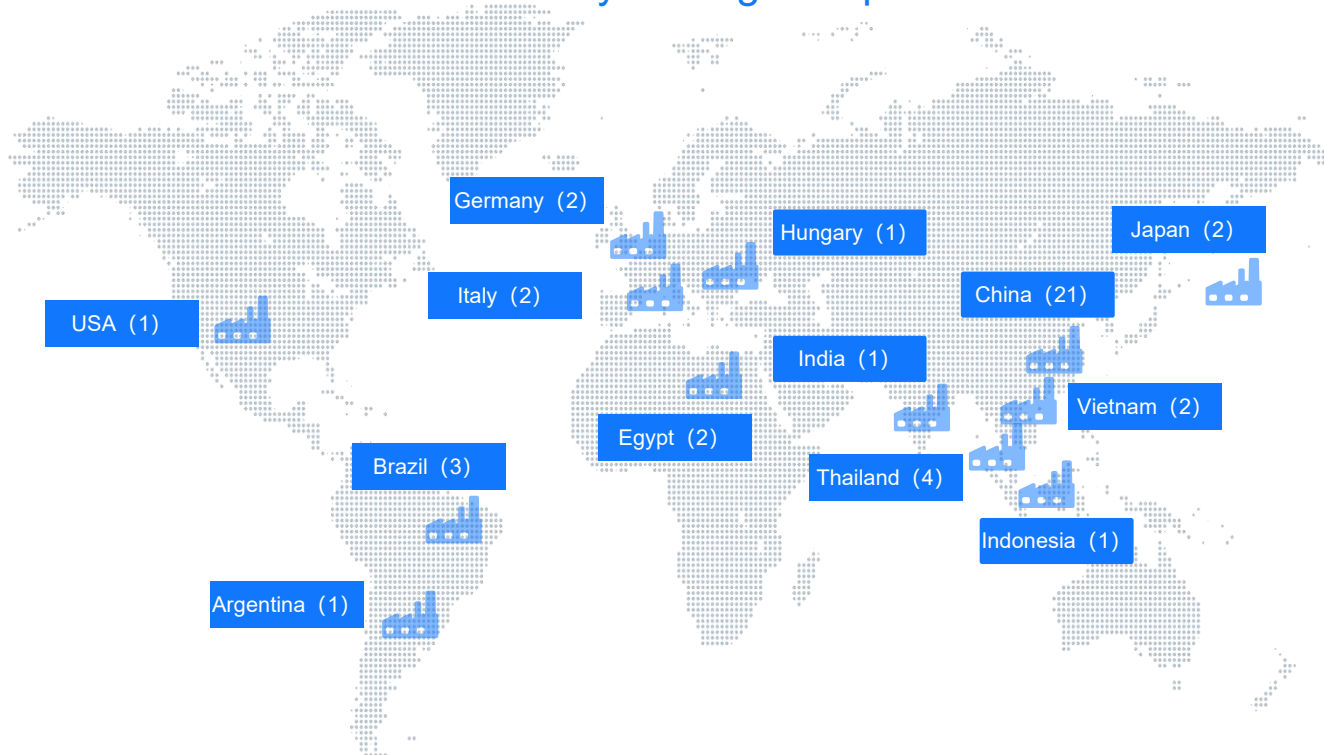 Germany (2)
Hungary (1)
Japan (2)
Italy (2)
China (21)
USA (1)
India (1)
Vietnam (2)
Egypt (2)
Brazil (3)
Thailand (4)
Indonesia (1)
Argentina (1)